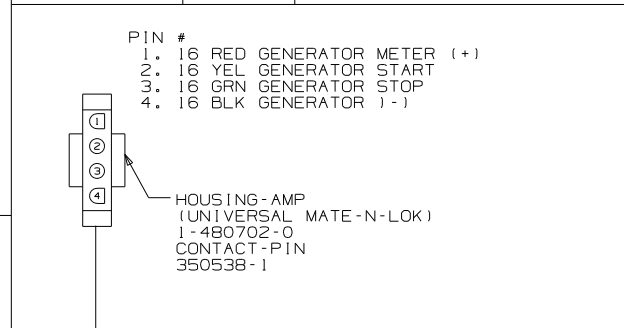 PIN #
1. 16 RED GENERATOR METER (+)
2. 16 YEL GENERATOR START
3. 16 GRN GENERATOR STOP
4. 16 BLK GENERATOR )-)
1
2
3
4
HOUSING-AMP
(UNIVERSAL MATE-N-LOK)
1-480702-0
CONTACT-PIN
350538-1